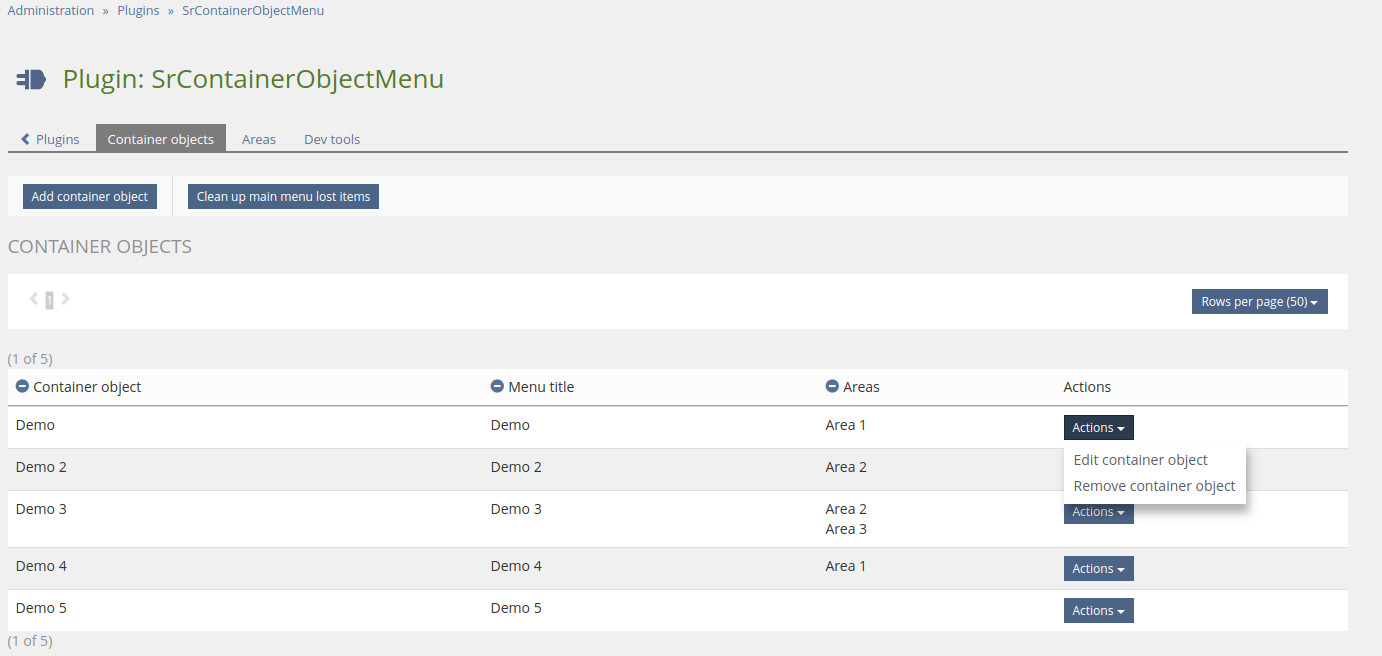 Administration » Plugins » SrContainerObjectMenu
Plugin: SrContainerObjectMenu
Plugins Container objects Areas Dev tools
Add container object Clean up main menu lost items
CONTAINER OBJECTS
1 Rows per page (50)
(1 of 5)
Container object Menu title Areas Actions
Demo Demo Area 1 Actions
Edit container object
Demo 2 Demo 2 Area 2
Remove container object
Demo 3 Demo 3 Area 2 Actions
Area 3
Demo 4 Demo 4 Area 1 Actions
Demo 5 Demo 5 Actions
(1 of 5)